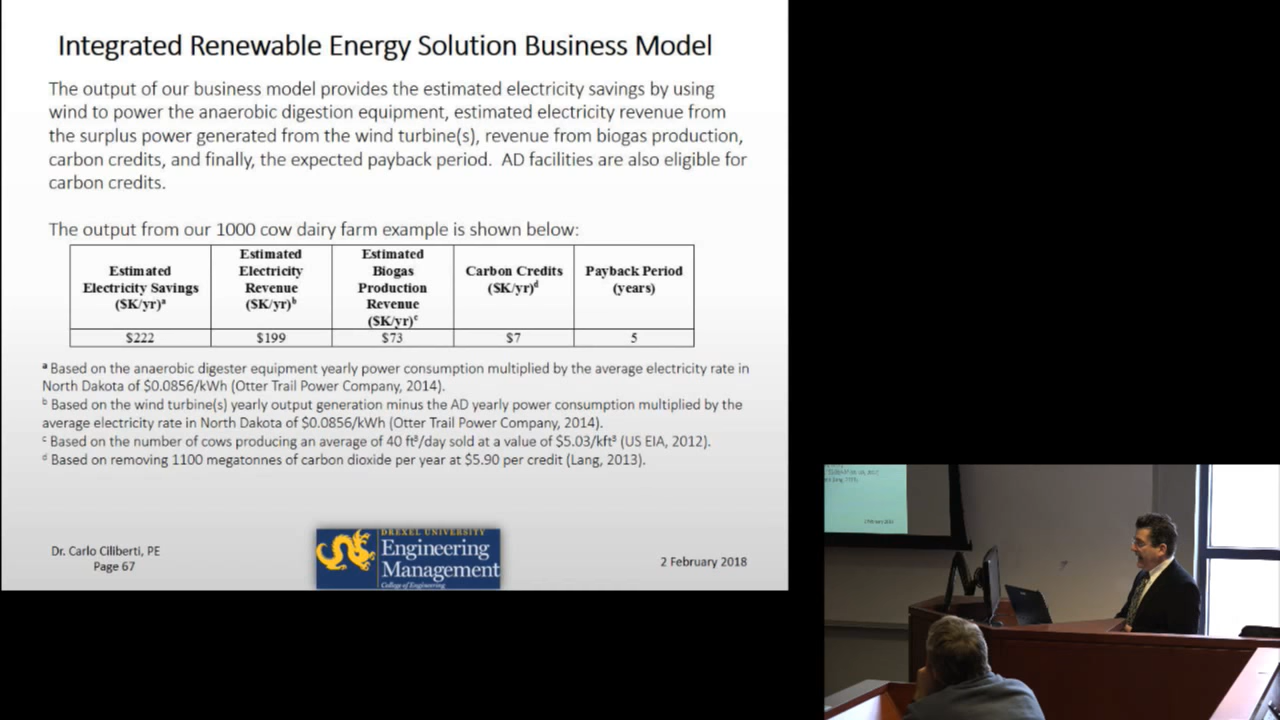 Integrated Renewable Energy Solution Business Model
The output of our business model provides the estimated electricity savings by using
wind to power the anaerobic digestion equipment, estimated electricity revenue from
the surplus power generated from the wind turbine(s), revenue from biogas production,
carbon credits, and finally, the expected payback period. AD facilities are also eligible for
carbon credits.
The output from our 1000 cow dairy farm example is shown below:
Estimated
Electricity Savings
($K/yr)ᵃ
Estimated
Electricity
Revenue
($K/yr)ᵇ
Estimated
Biogas
Production
Revenue
($K/yr)ᶜ
Carbon Credits
($K/yr)ᵈ
Payback Period
(years)
$222
$199
$73
$7
5
ᵃ Based on the anaerobic digester equipment yearly power consumption multiplied by the average electricity rate in
North Dakota of $0.0856/kWh (Otter Trail Power Company, 2014).
ᵇ Based on the wind turbine(s) yearly output generation minus the AD yearly power consumption multiplied by the
average electricity rate in North Dakota of $0.0856/kWh (Otter Trail Power Company, 2014).
ᶜ Based on the number of cows producing an average of 40 ft³/day sold at a value of $5.03/kft³ (US EIA, 2012).
ᵈ Based on removing 1100 megatonnes of carbon dioxide per year at $5.90 per credit (Lang, 2013).
Dr. Carlo Ciliberti, PE
Page 67
DREXEL UNIVERSITY
Engineering
Management
College of Engineering
2 February 2018